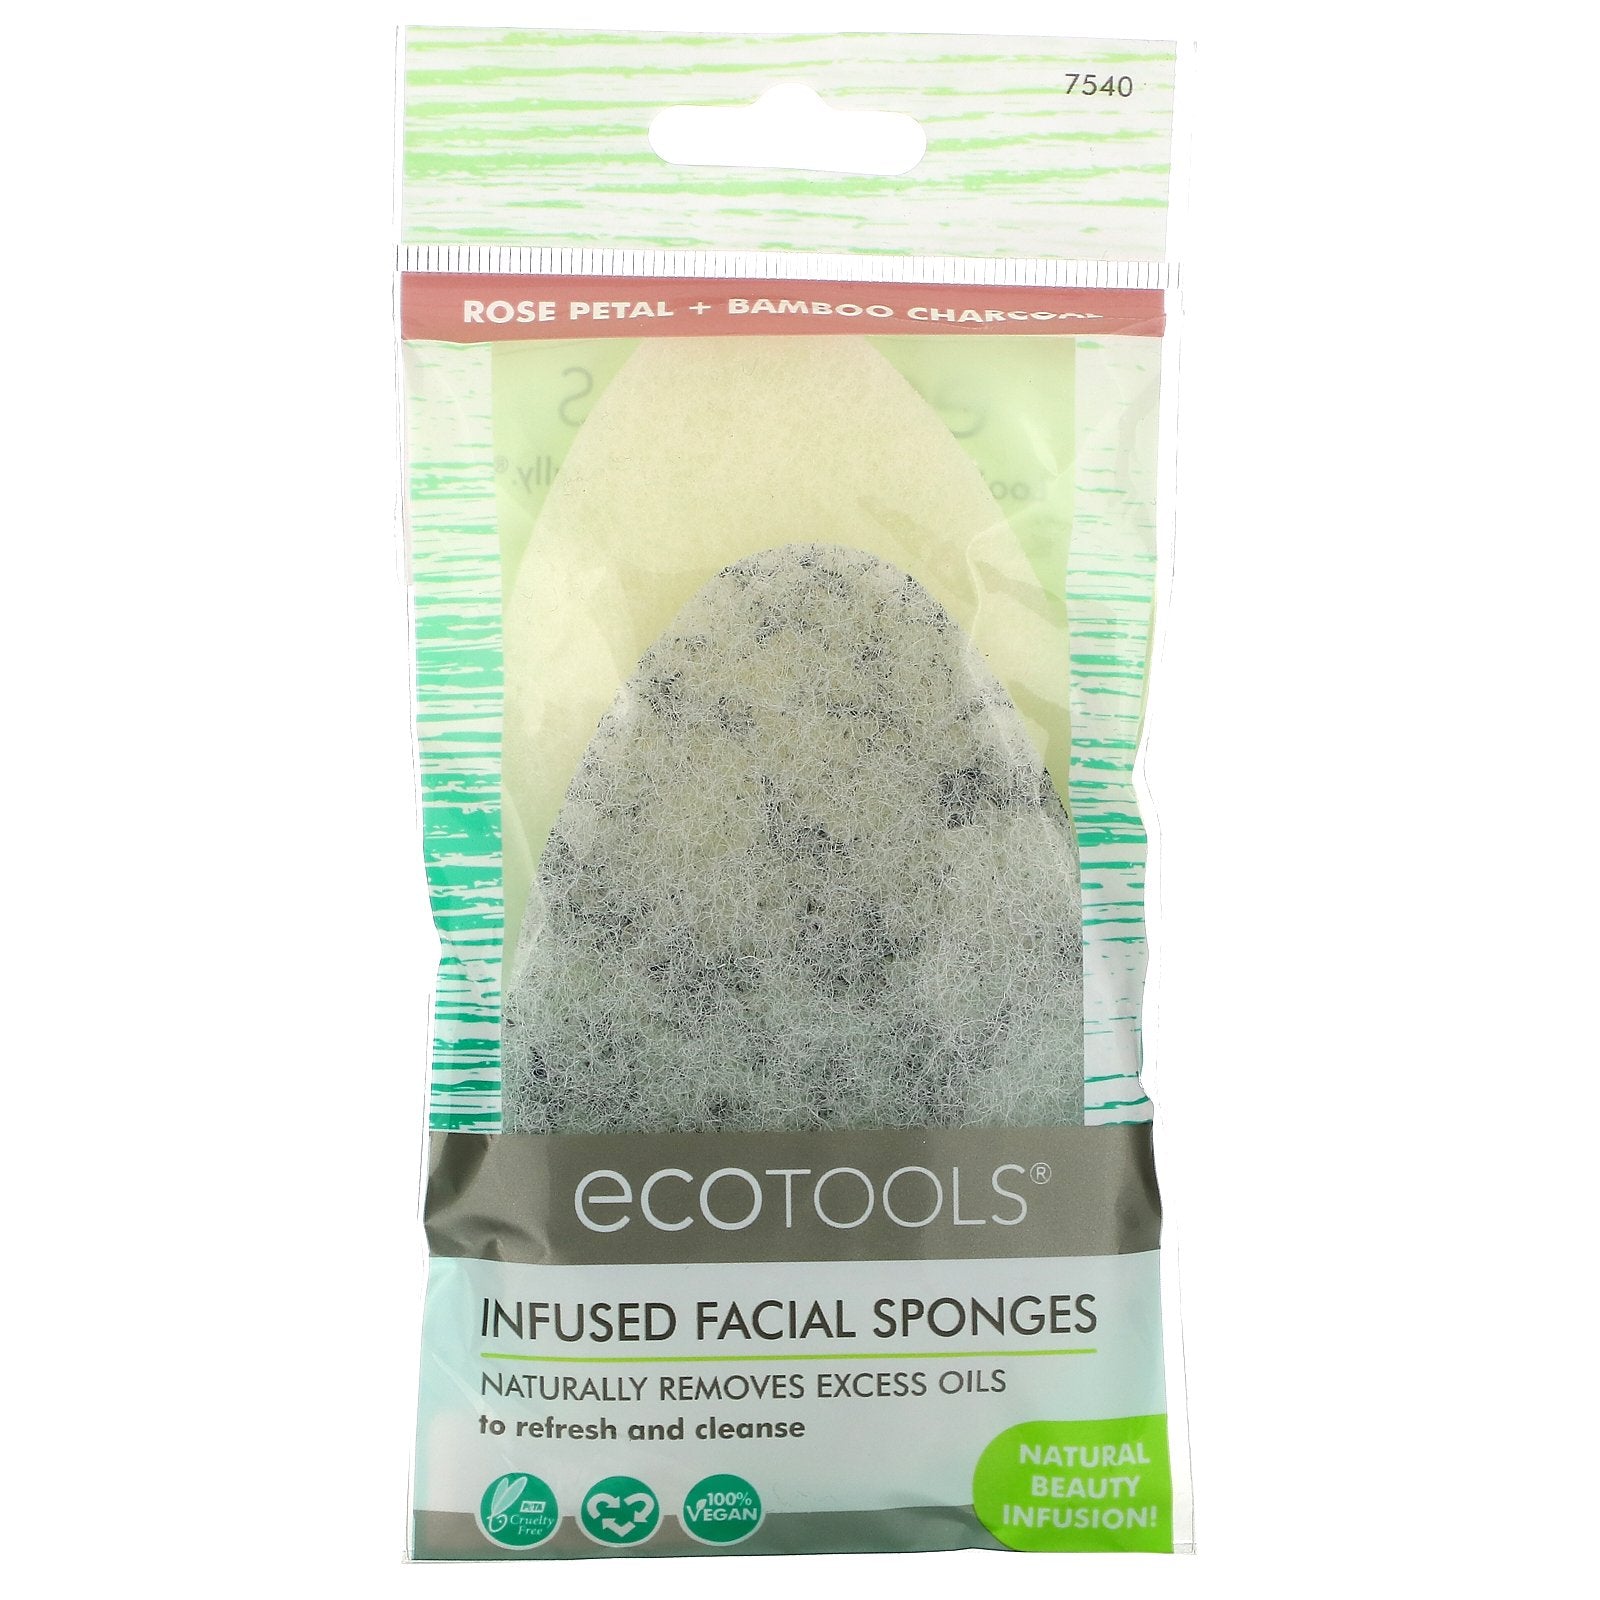 7540
ROSE PETAL + BAMBOO CHARCOAL
ecoTOOLS®
INFUSED FACIAL SPONGES
NATURALLY REMOVES EXCESS OILS
to refresh and cleanse
PETA
Cruelty
Free
100%
VEGAN
NATURAL
BEAUTY
INFUSION!